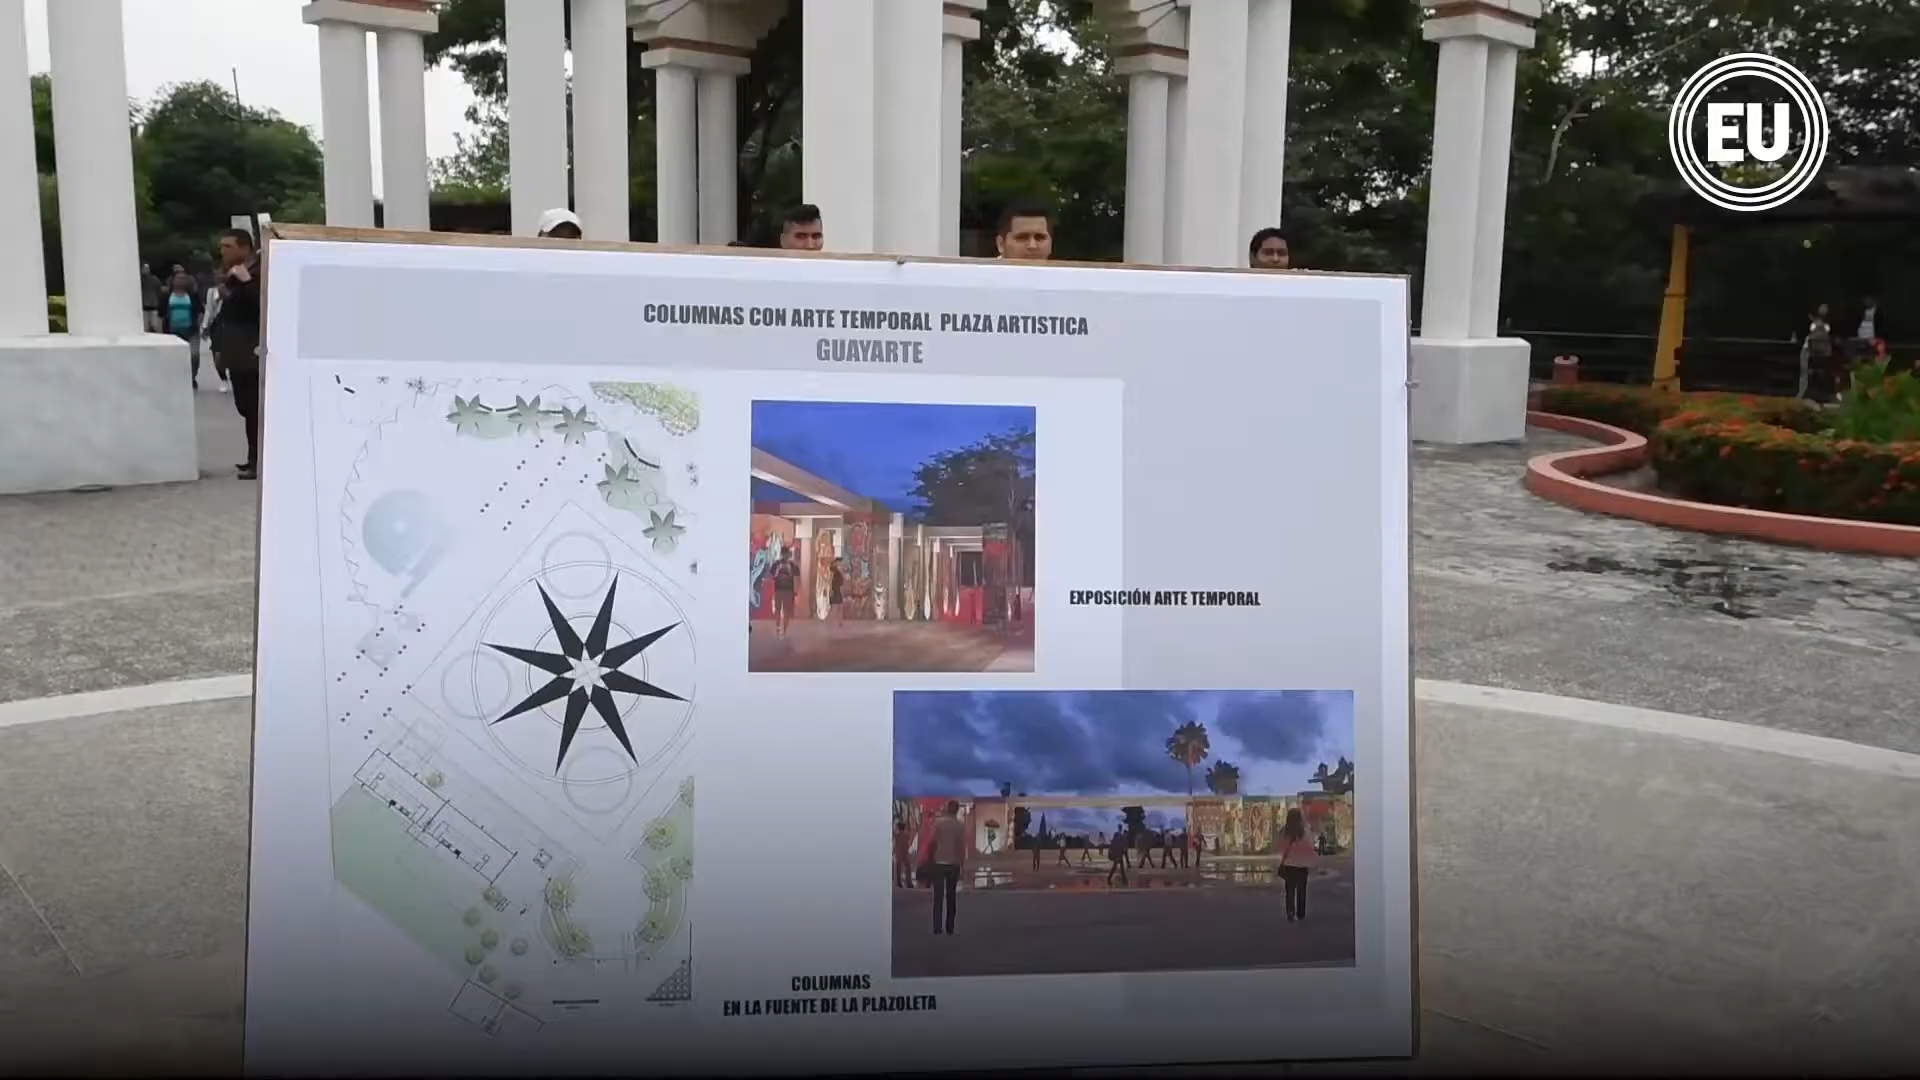 EU
COLUMNAS CON ARTE TEMPORAL PLAZA ARTISTICA
GUAYARTE
EXPOSICIÓN ARTE TEMPORAL
COLUMNAS
EN LA FUENTE DE LA PLAZOLETA